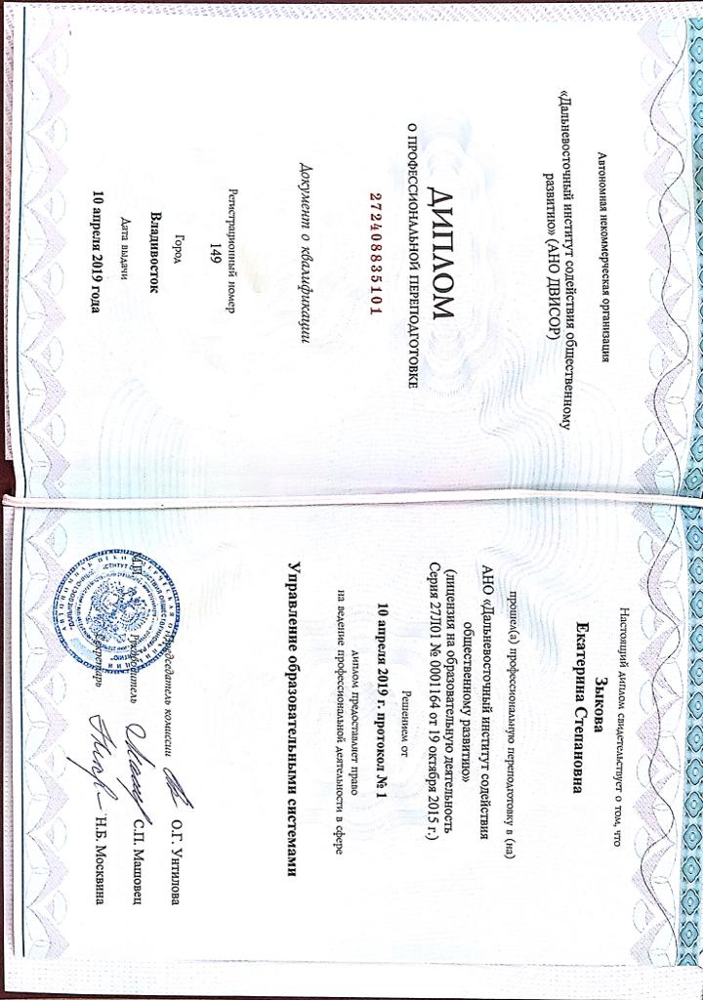 Автономная некоммерческая организация
«Дальневосточный институт содействия общественному
развитию» (АНО ДВИСОР)
ДИПЛОМ
О ПРОФЕССИОНАЛЬНОЙ ПЕРЕПОДГОТОВКЕ
272408835101
Документ о квалификации
Регистрационный номер
149
Город
Владивосток
Дата выдачи
10 апреля 2019 года
Настоящий диплом свидетельствует о том, что
Зыкова
Екатерина Степановна
прошел(а) профессиональную переподготовку в (на)
АНО «Дальневосточный институт содействия
общественному развитию»
(лицензия на образовательную деятельность
Серия 27Л01 № 0001164 от 19 октября 2015 г.)
Решением от
10 апреля 2019 г. протокол № 1
диплом предоставляет право
на ведение профессиональной деятельности в сфере
Управление образовательными системами
Председатель комиссии О.Г. Унтилова
М.П. Руководитель С.П. Машовец
Секретарь Н.Б. Москвина